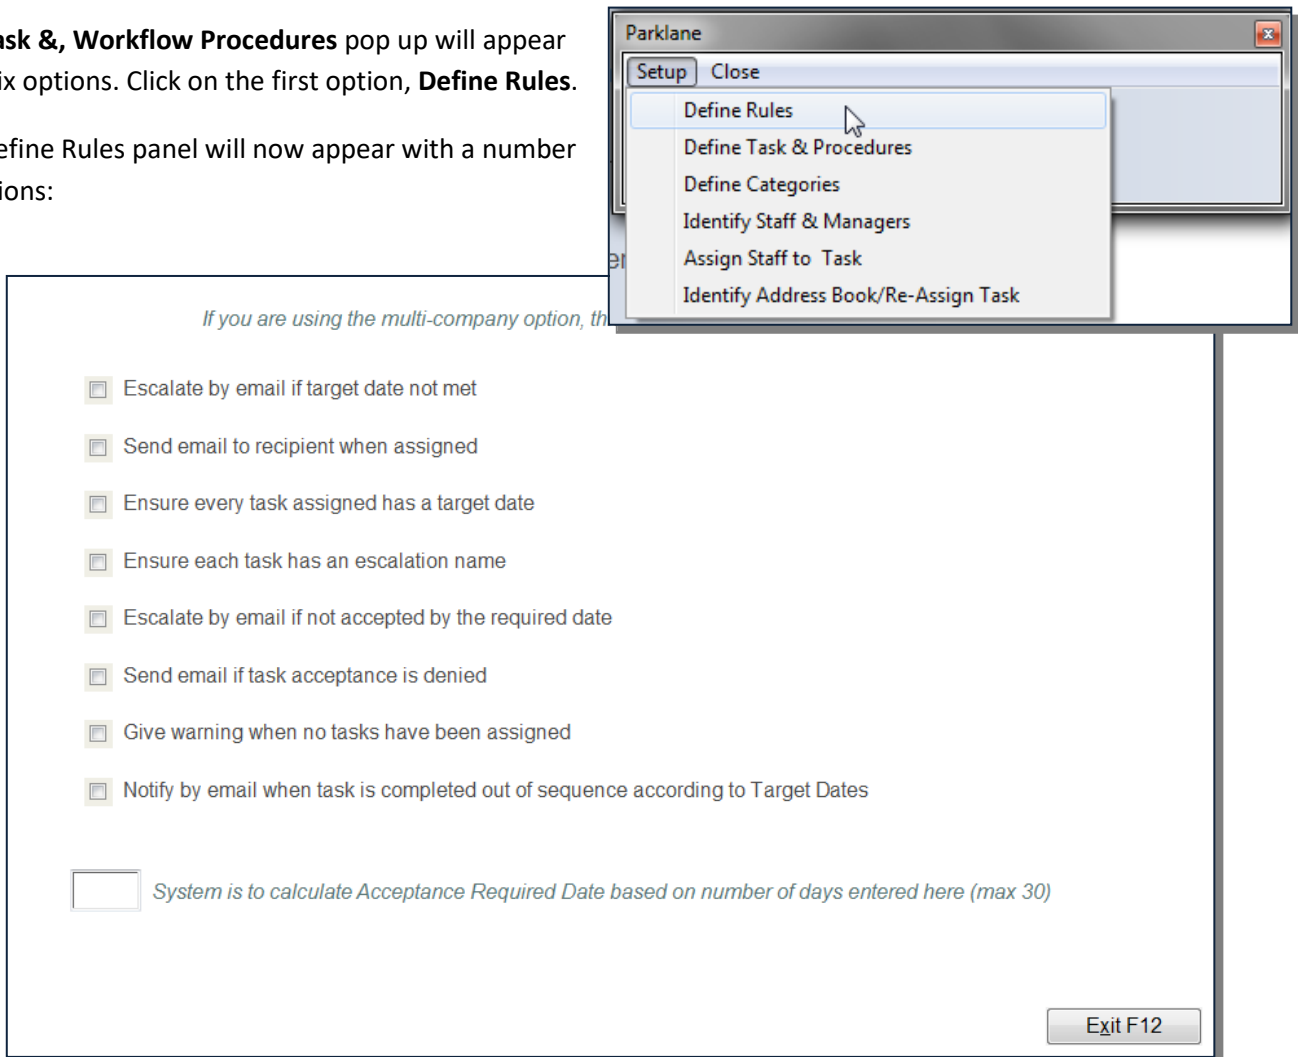 ask &, Workflow Procedures pop up will appear
ix options. Click on the first option, Define Rules.
efine Rules panel will now appear with a number
ions:
Parklane
Setup Close
Define Rules
Define Task & Procedures
Define Categories
Identify Staff & Managers
Assign Staff to Task
Identify Address Book/Re-Assign Task
er
If you are using the multi-company option, th
Escalate by email if target date not met
Send email to recipient when assigned
Ensure every task assigned has a target date
Ensure each task has an escalation name
Escalate by email if not accepted by the required date
Send email if task acceptance is denied
Give warning when no tasks have been assigned
Notify by email when task is completed out of sequence according to Target Dates
System is to calculate Acceptance Required Date based on number of days entered here (max 30)
Exit F12